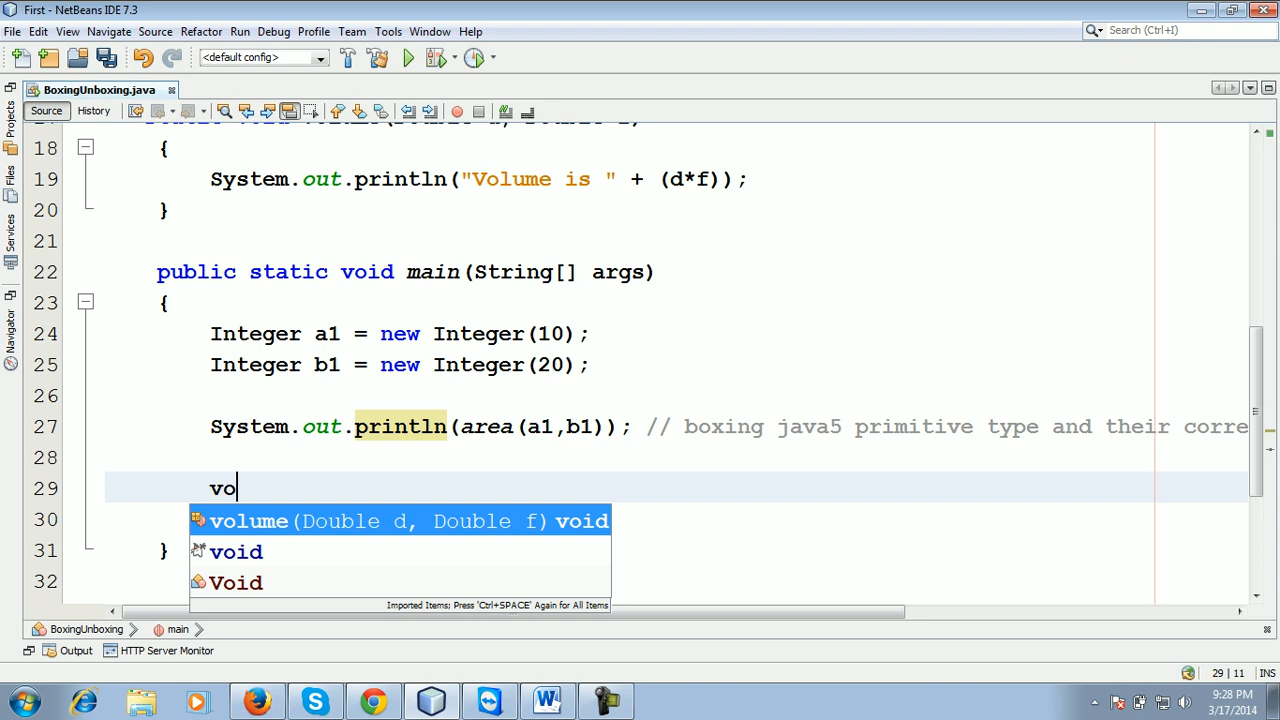 First - NetBeans IDE 7.3
File Edit View Navigate Source Refactor Run Debug Profile Team Tools Window Help
Search (Ctrl+I)
<default config>
BoxingUnboxing.java
Source History
Projects
Files
Services
Navigator
18 {
19 System.out.println("Volume is " + (d*f));
20 }
21
22 public static void main(String[] args)
23 {
24 Integer a1 = new Integer(10);
25 Integer b1 = new Integer(20);
26
27 System.out.println(area(a1,b1)); // boxing java5 primitive type and their corre
28
29 vo
30 volume(Double d, Double f) void
31 } void
32 Void
Imported Items; Press 'Ctrl+SPACE' Again for All Items
BoxingUnboxing main
Output HTTP Server Monitor
29 | 11 INS
9:28 PM
3/17/2014